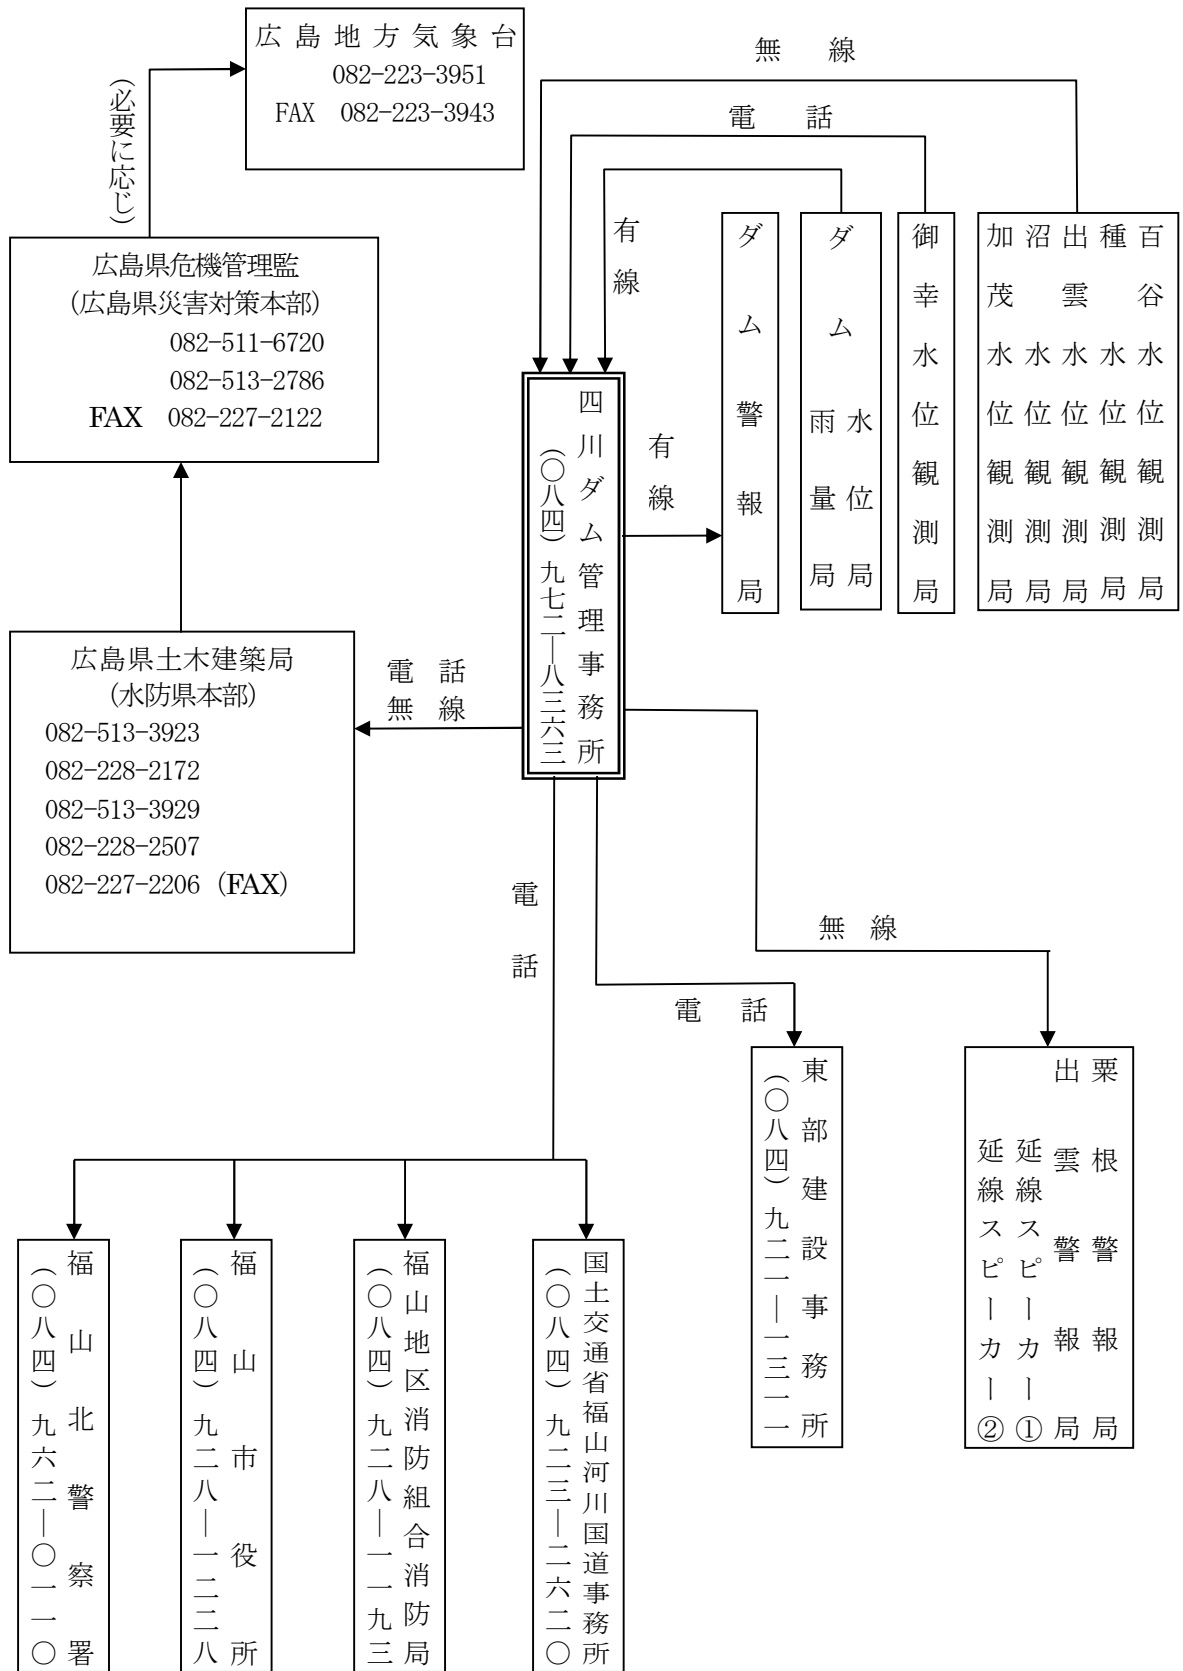 広島地方気象台
082-223-3951
FAX 082-223-3943
(必要に応じ)
広島県危機管理監
(広島県災害対策本部)
082-511-6720
082-513-2786
FAX 082-227-2122
広島県土木建築局
(水防県本部)
082-513-3923
082-228-2172
082-513-3929
082-228-2507
082-227-2206 (FAX)
無線
電話
有線
百谷水位観測局
種水位観測局
出雲水位観測局
沼水位観測局
加茂水位観測局
御幸水位観測局
ダム水位局
雨量局
ダム警報局
有線
四川ダム管理事務所
(〇八四)九七二―八三六三
電話
無線
電話
電話
無線
粟根警報局
出雲警報局
延線スピーカー①
延線スピーカー②
東部建設事務所
(〇八四)九二一―一三一一
国土交通省福山河川国道事務所
(〇八四)九二三―二六二〇
福山地区消防組合消防局
(〇八四)九二八―一一九三
福山市役所
(〇八四)九二八―一二二八
福山北警察署
(〇八四)九六二―〇一一〇